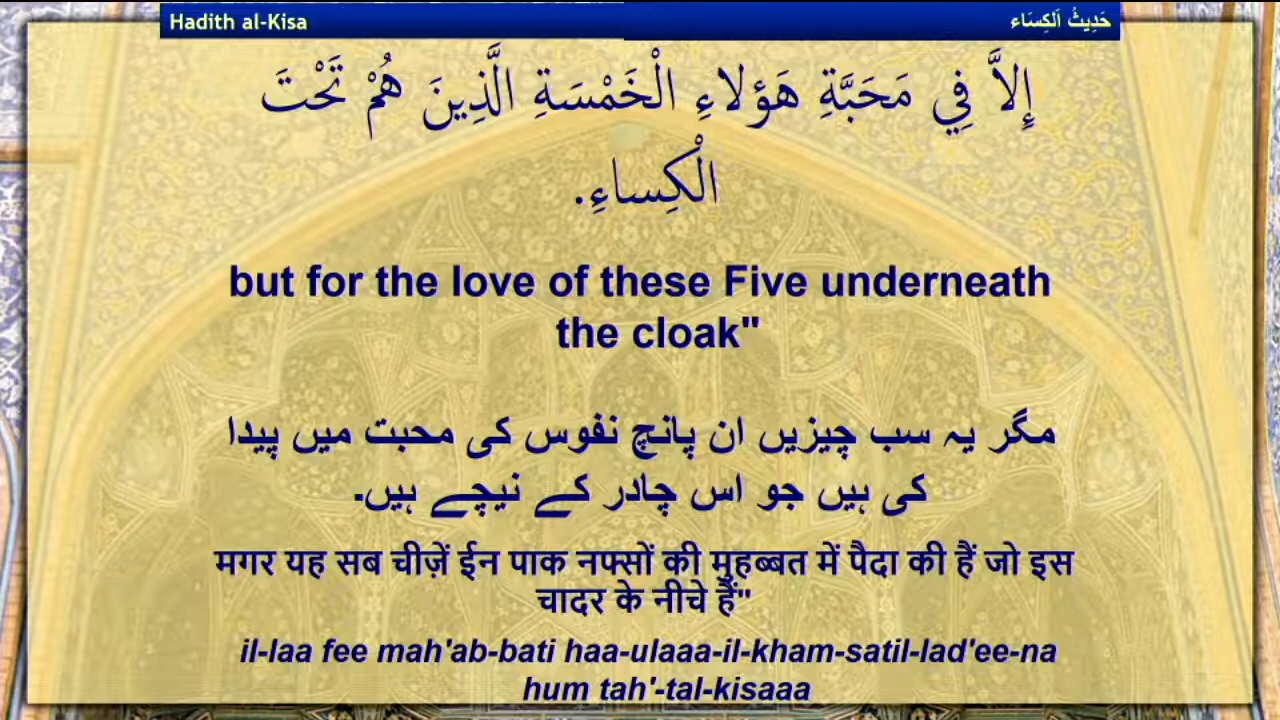 Hadith al-Kisa
حَدِيثُ اَلكِسَاء
إِلاَّ فِي مَحَبَّةِ هَؤلاءِ الْخَمْسَةِ الَّذِينَ هُمْ تَحْتَ
الْكِساءِ.
but for the love of these Five underneath
the cloak"
مگر یہ سب چیزیں ان پانچ نفوس کی محبت میں پیدا
کی ہیں جو اس چادر کے نیچے ہیں۔
मगर यह सब चीज़ें ईन पाक नफ्सों की मुहब्बत में पैदा की हैं जो इस
चादर के नीचे हैं"
il-laa fee mah'ab-bati haa-ulaaa-il-kham-satil-lad'ee-na
hum tah'-tal-kisaaa